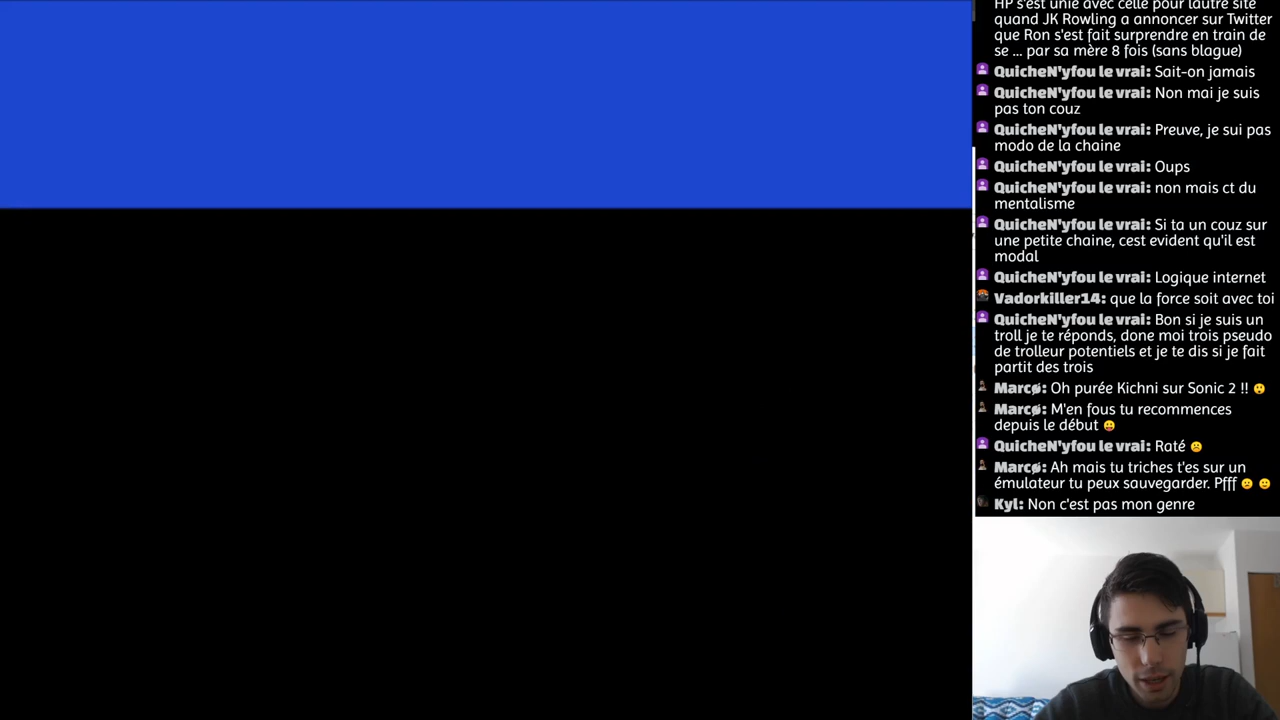 HP s'est unie avec celle pour lautre site
quand JK Rowling a annoncer sur Twitter
que Ron s'est fait surprendre en train de
se ... par sa mère 8 fois (sans blague)
QuicheN'yfou le vrai: Sait-on jamais
QuicheN'yfou le vrai: Non mai je suis
pas ton couz
QuicheN'yfou le vrai: Preuve, je sui pas
modo de la chaine
QuicheN'yfou le vrai: Oups
QuicheN'yfou le vrai: non mais ct du
mentalisme
QuicheN'yfou le vrai: Si ta un couz sur
une petite chaine, cest evident qu'il est
modal
QuicheN'yfou le vrai: Logique internet
Vadorkiller14: que la force soit avec toi
QuicheN'yfou le vrai: Bon si je suis un
troll je te réponds, done moi trois pseudo
de trolleur potentiels et je te dis si je fait
partit des trois
Marcø: Oh purée Kichni sur Sonic 2 !! 😲
Marcø: M'en fous tu recommences
depuis le début 😛
QuicheN'yfou le vrai: Raté 🙁
Marcø: Ah mais tu triches t'es sur un
émulateur tu peux sauvegarder. Pfff 🙁 🙂
Kyl: Non c'est pas mon genre